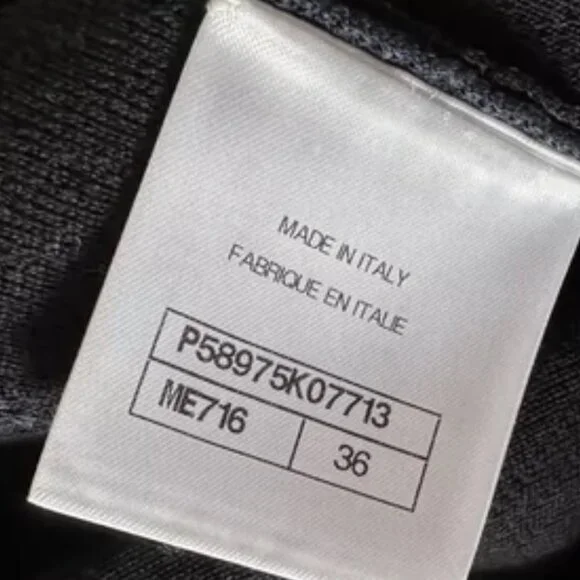 MADE IN ITALY
FABRIQUE EN ITALIE
P58975K07713
ME716 36